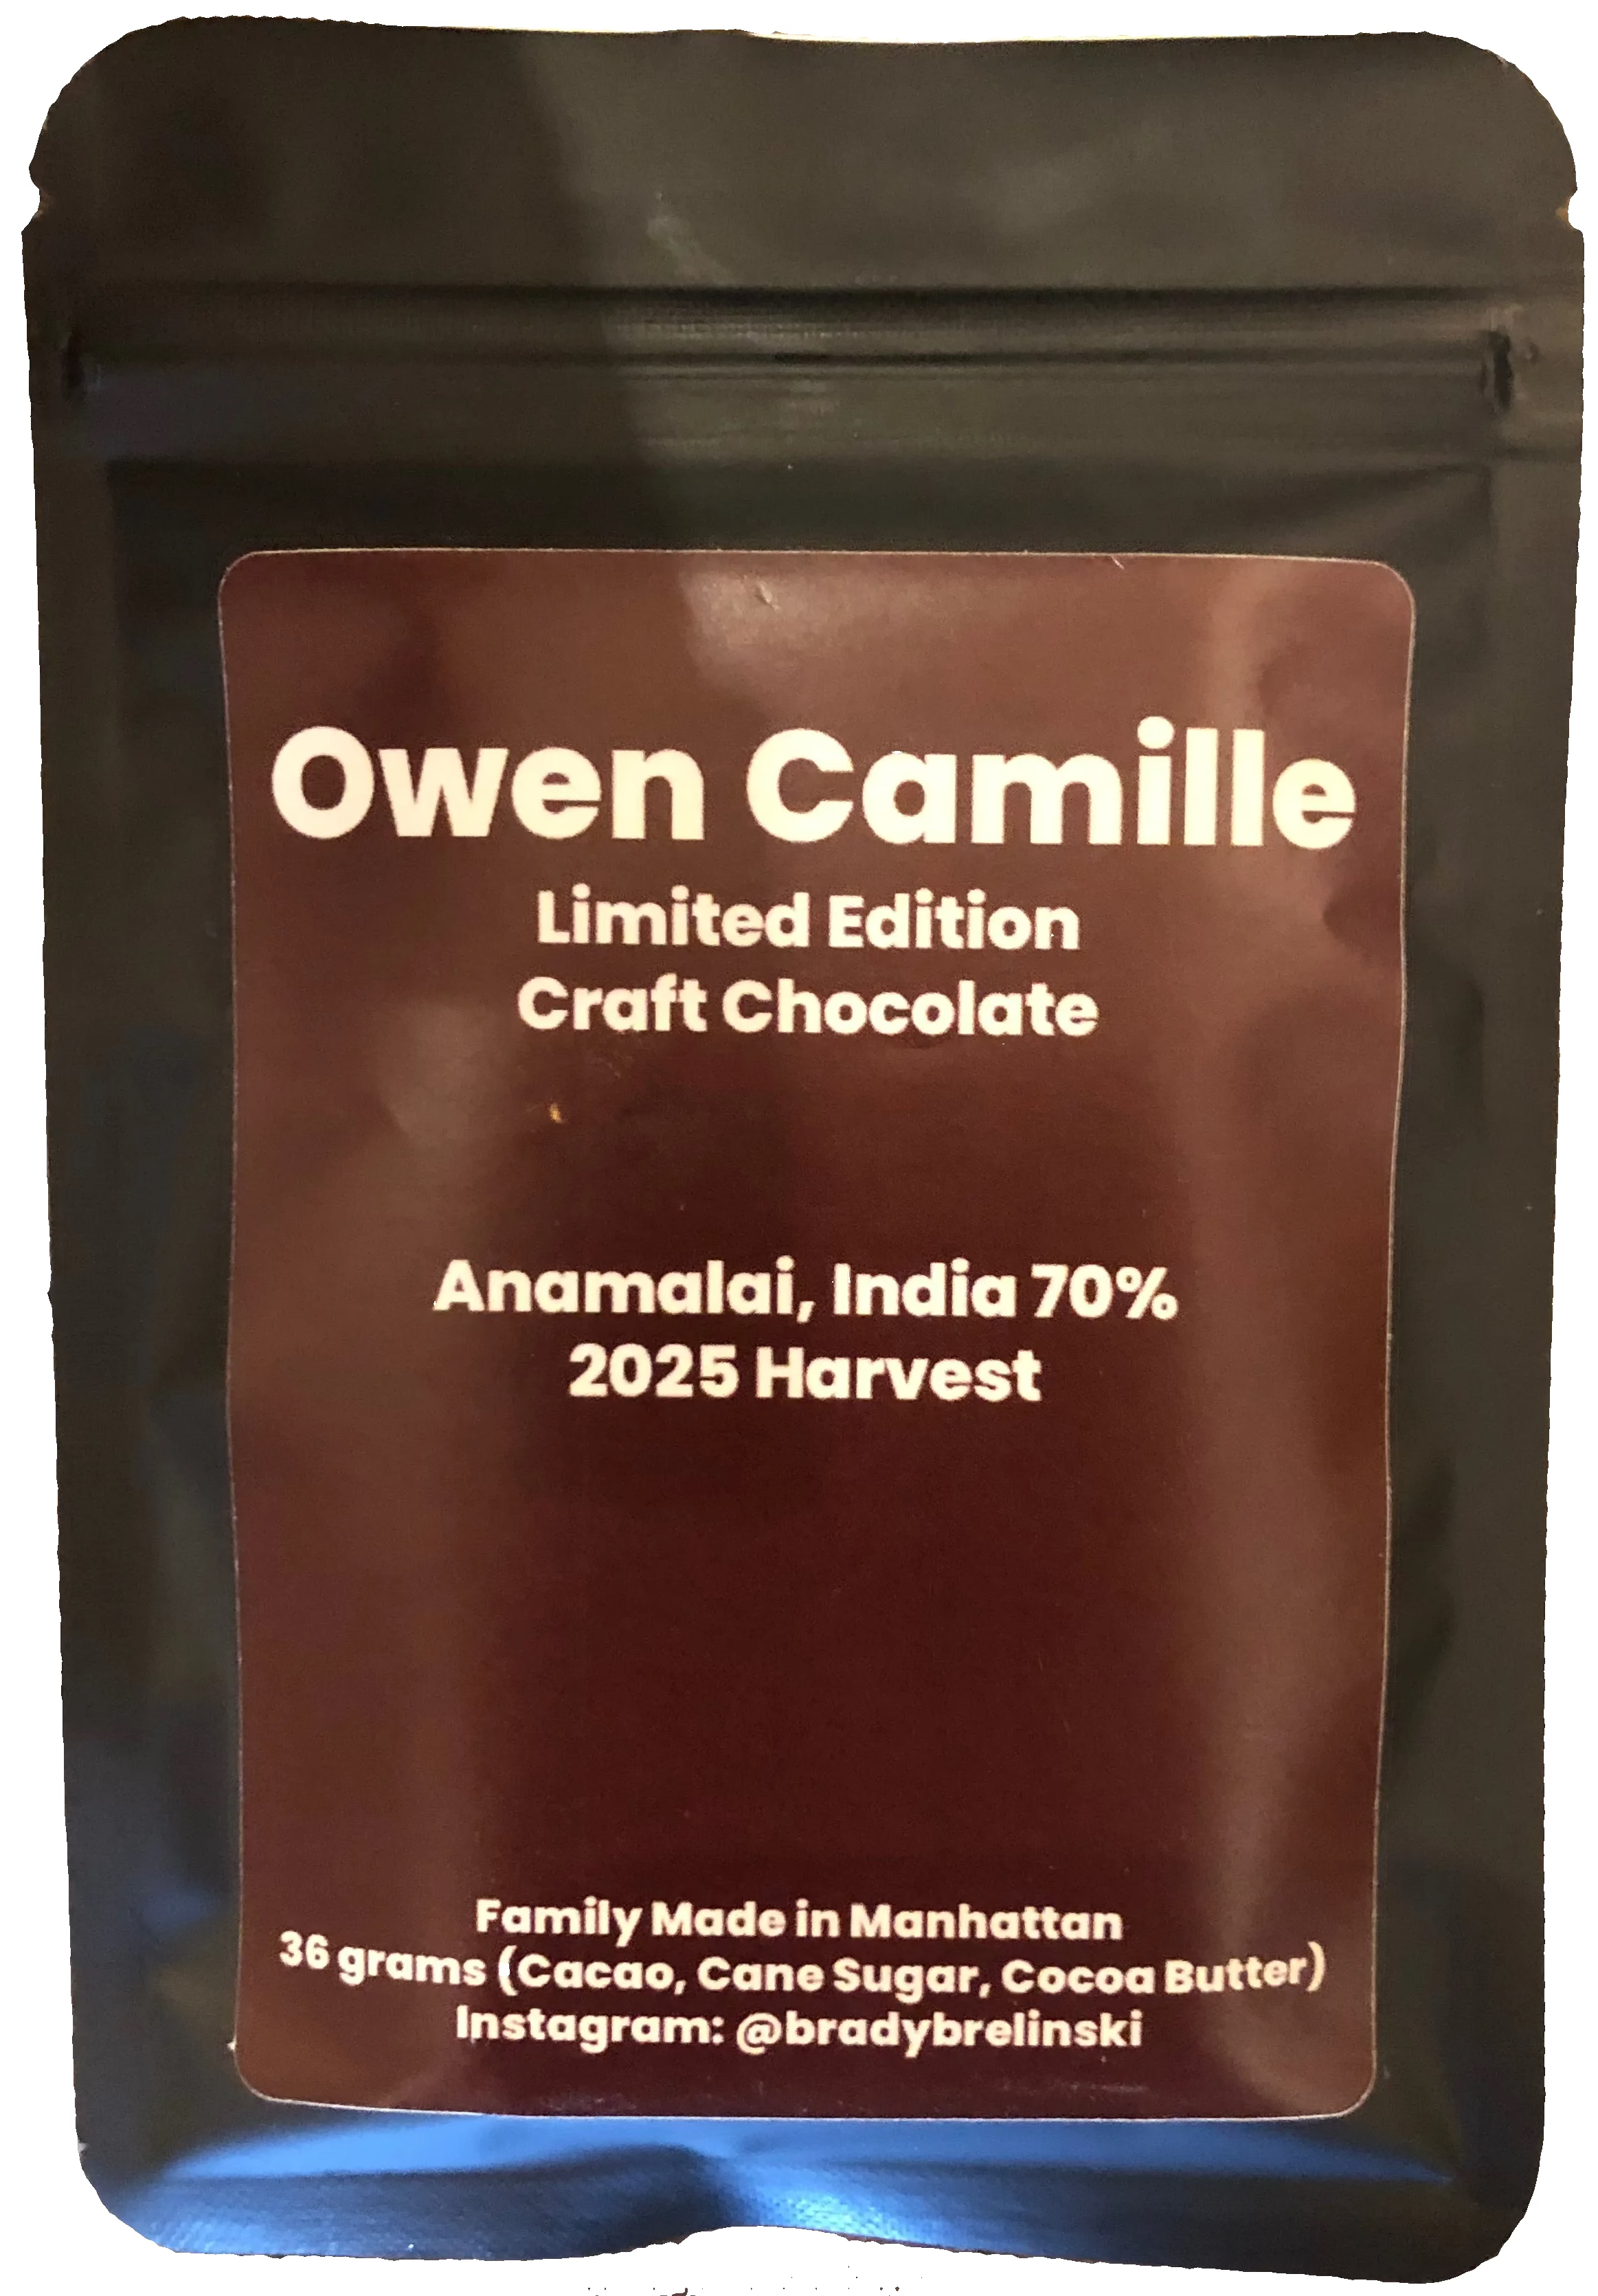 Owen Camille
Limited Edition
Craft Chocolate
Anamalai, India 70%
2025 Harvest
Family Made in Manhattan
36 grams (Cacao, Cane Sugar, Cocoa Butter)
Instagram: @bradybrelinski